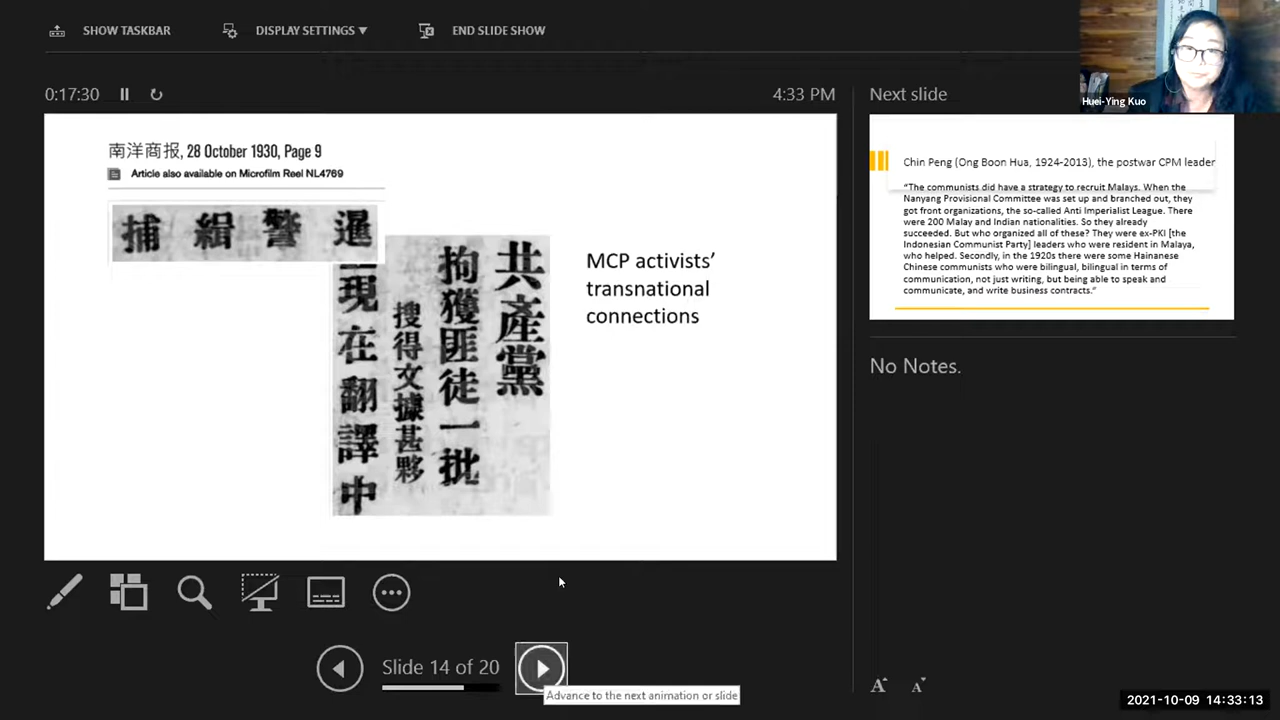 SHOW TASKBAR
DISPLAY SETTINGS ▼
END SLIDE SHOW
0:17:30
4:33 PM
Next slide
Huei-Ying Kuo
南洋商报, 28 October 1930, Page 9
Article also available on Microfilm Reel NL4769
暹警緝捕
共產黨
拘獲匪徒一批
搜得文據甚夥
現在翻譯中
MCP activists’
transnational
connections
Chin Peng (Ong Boon Hua, 1924-2013), the postwar CPM leader
“The communists did have a strategy to recruit Malays. When the
Nanyang Provisional Committee was set up and branched out, they
got front organizations, the so-called Anti Imperialist League. There
were 200 Malay and Indian nationalities. So they already
succeeded. But who organized all of these? They were ex-PKI [the
Indonesian Communist Party] leaders who were resident in Malaya,
who helped. Secondly, in the 1920s there were some Hainanese
Chinese communists who were bilingual, bilingual in terms of
communication, not just writing, but being able to speak and
communicate, and write business contracts.”
No Notes.
Slide 14 of 20
Advance to the next animation or slide
A A
2021-10-09 14:33:13